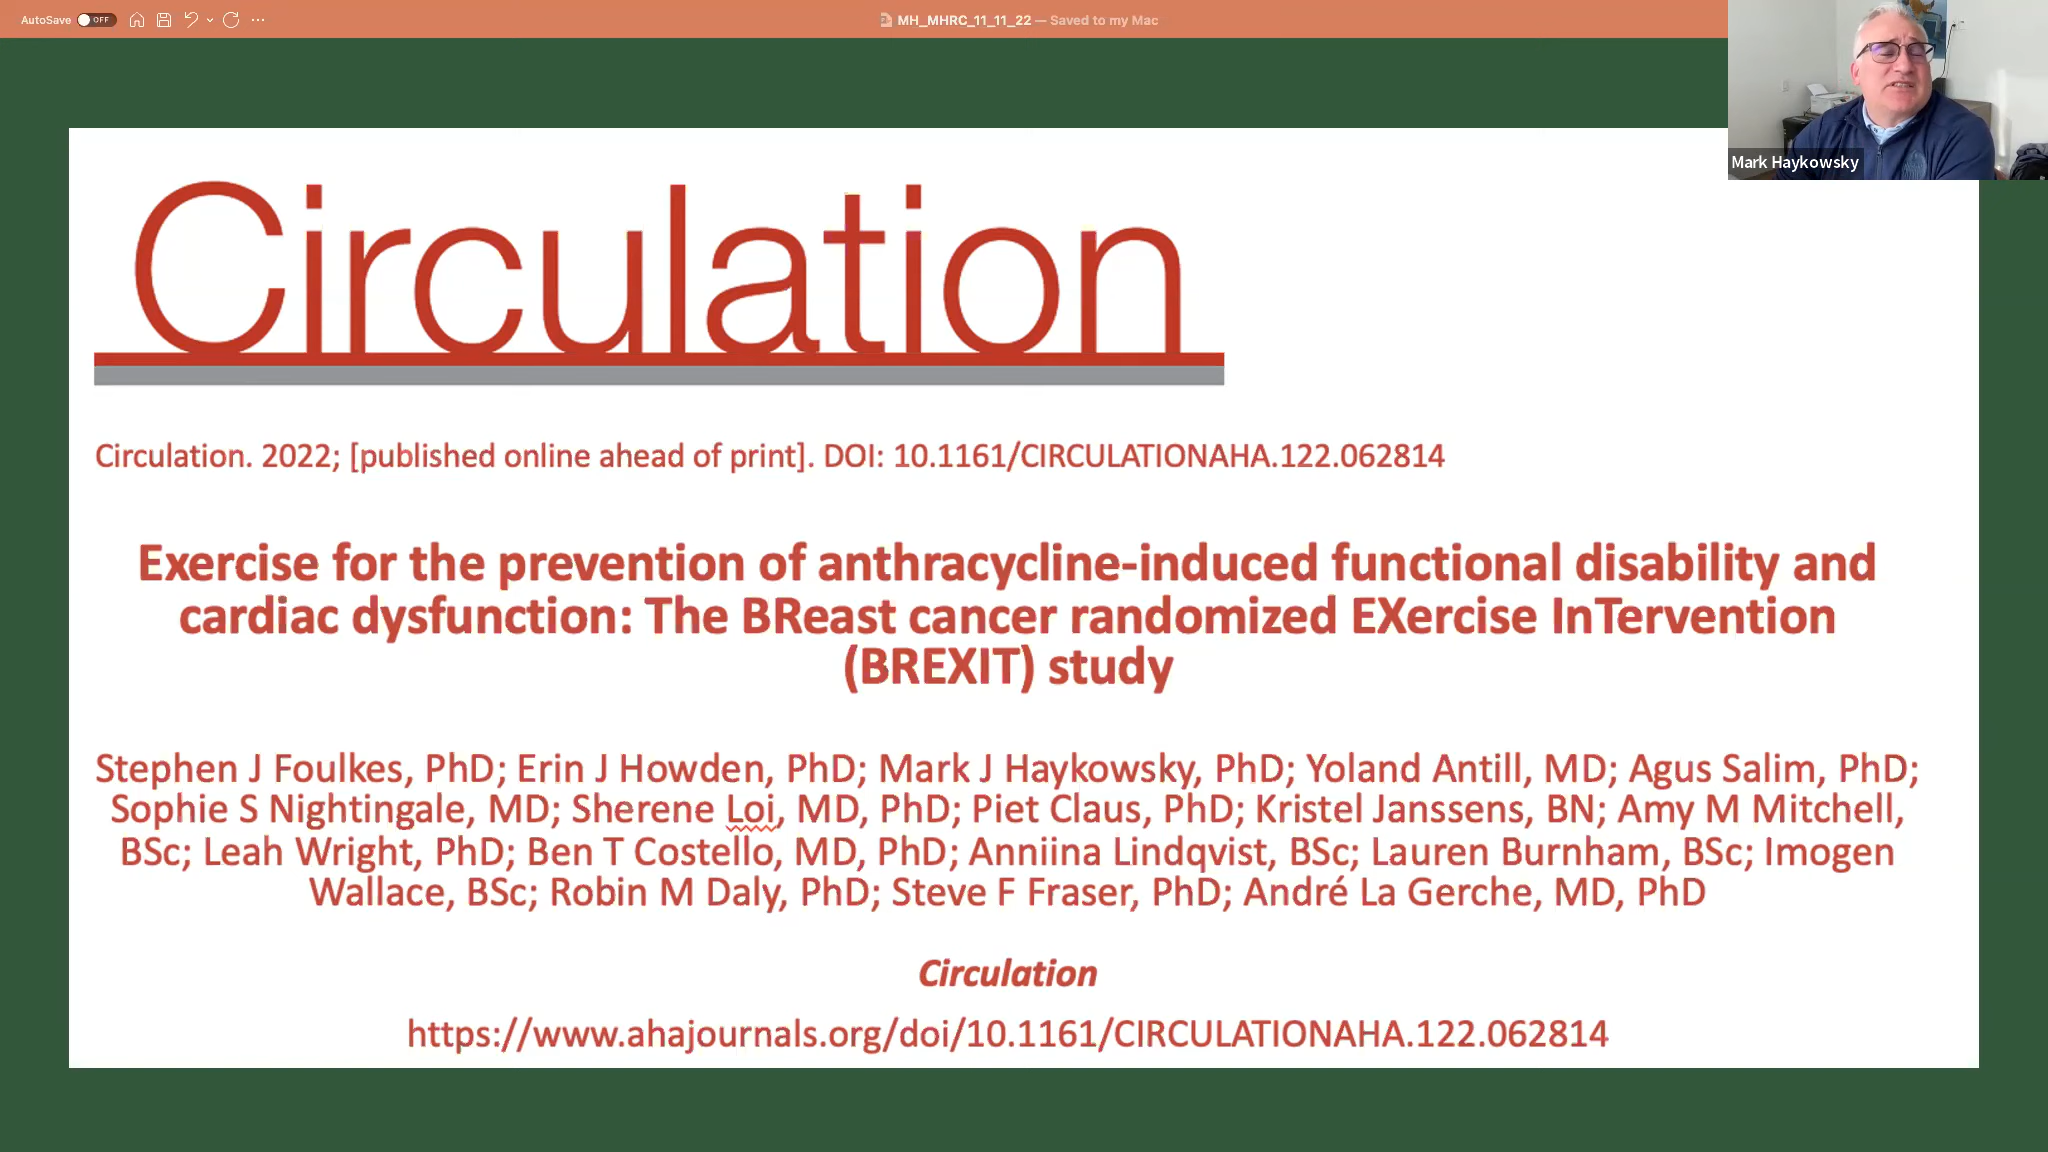 AutoSave OFF ...
MH_MHRC_11_11_22 — Saved to my Mac
Mark Haykowsky
Circulation
Circulation. 2022; [published online ahead of print]. DOI: 10.1161/CIRCULATIONAHA.122.062814
Exercise for the prevention of anthracycline-induced functional disability and
cardiac dysfunction: The BReast cancer randomized EXercise InTervention
(BREXIT) study
Stephen J Foulkes, PhD; Erin J Howden, PhD; Mark J Haykowsky, PhD; Yoland Antill, MD; Agus Salim, PhD;
Sophie S Nightingale, MD; Sherene Loi, MD, PhD; Piet Claus, PhD; Kristel Janssens, BN; Amy M Mitchell,
BSc; Leah Wright, PhD; Ben T Costello, MD, PhD; Anniina Lindqvist, BSc; Lauren Burnham, BSc; Imogen
Wallace, BSc; Robin M Daly, PhD; Steve F Fraser, PhD; André La Gerche, MD, PhD
Circulation
https://www.ahajournals.org/doi/10.1161/CIRCULATIONAHA.122.062814